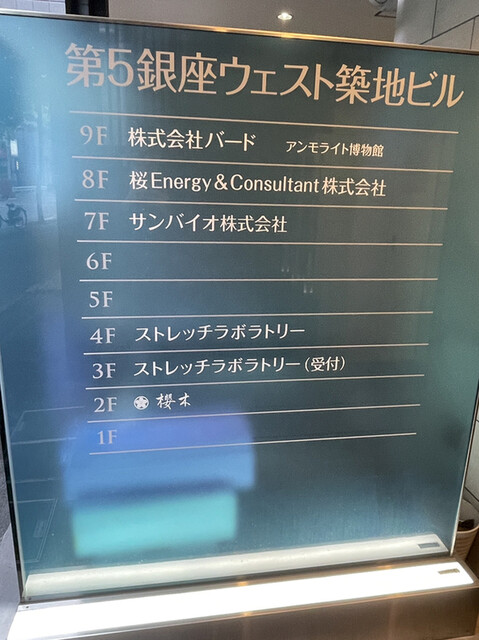 第5銀座ウェスト築地ビル
9F 株式会社バード アンモライト博物館
8F 桜Energy&Consultant株式会社
7F サンバイオ株式会社
6F
5F
4F ストレッチラボラトリー
3F ストレッチラボラトリー(受付)
2F 櫻木
1F